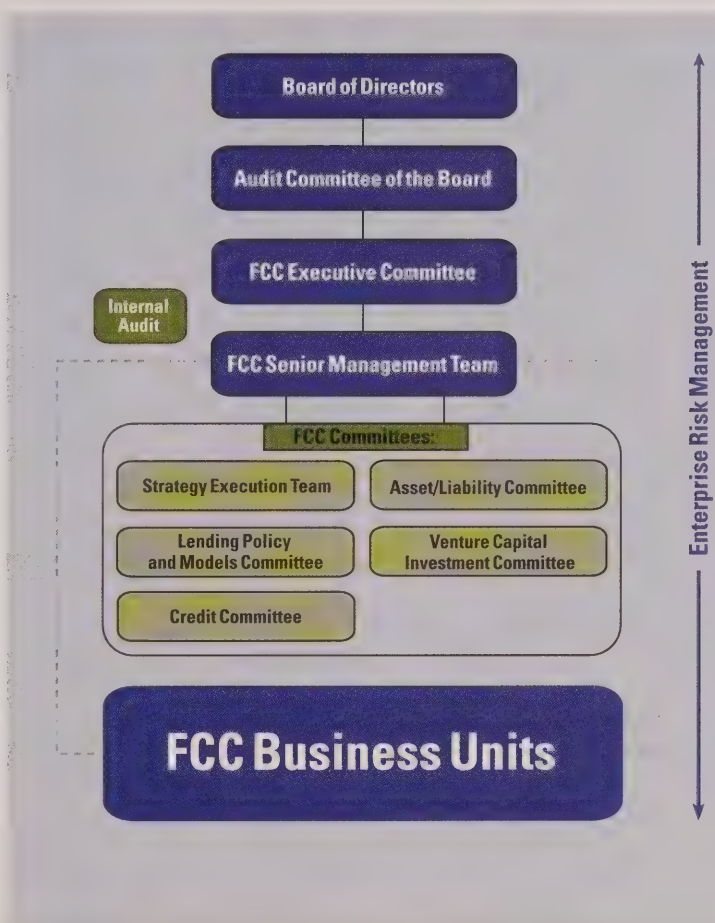 Board of Directors
Audit Committee of the Board
FCC Executive Committee
Internal
Audit
FCC Senior Management Team
FCC Committees:
Strategy Execution Team
Asset/Liability Committee
Lending Policy
and Models Committee
Venture Capital
Investment Committee
Credit Committee
FCC Business Units
Enterprise Risk Management